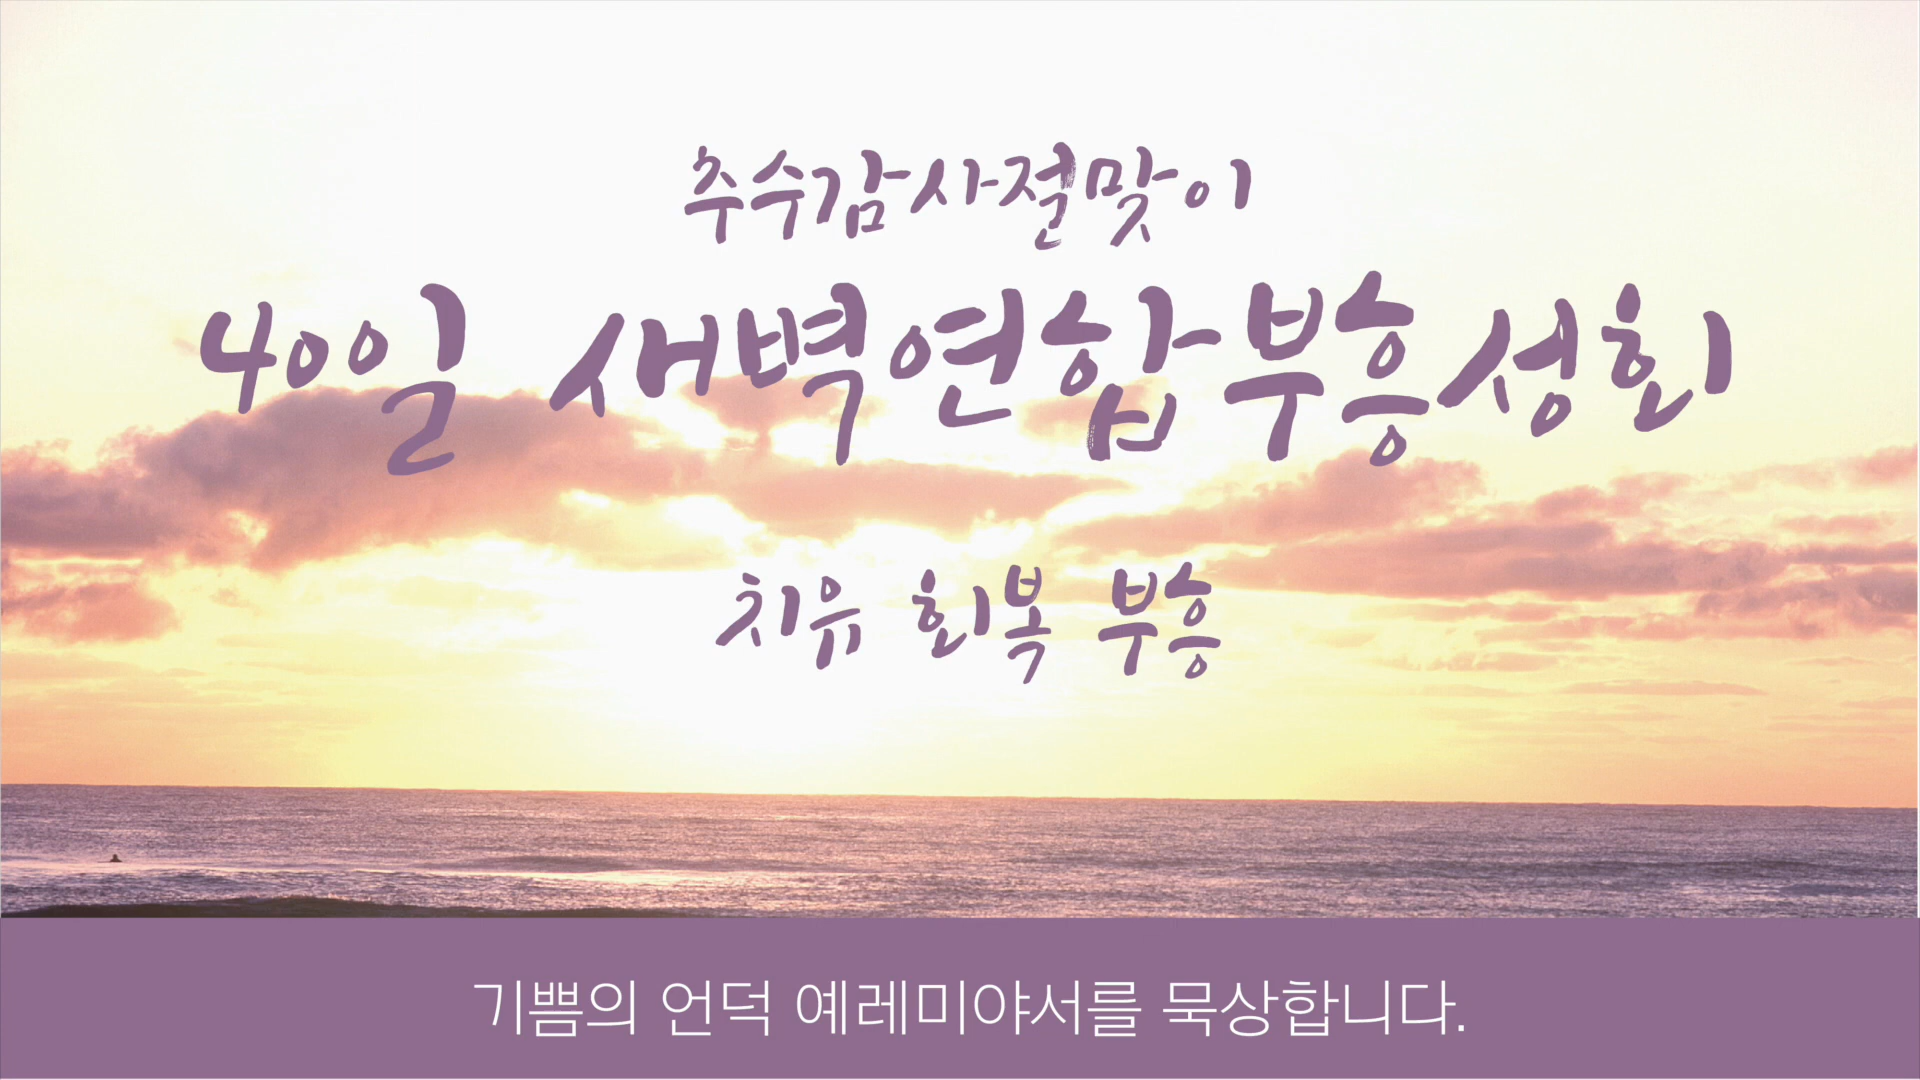 추수감사절맞이
40일 새벽연합부흥성회
치유 회복 부흥
기쁨의 언덕 예레미야서를 묵상합니다.